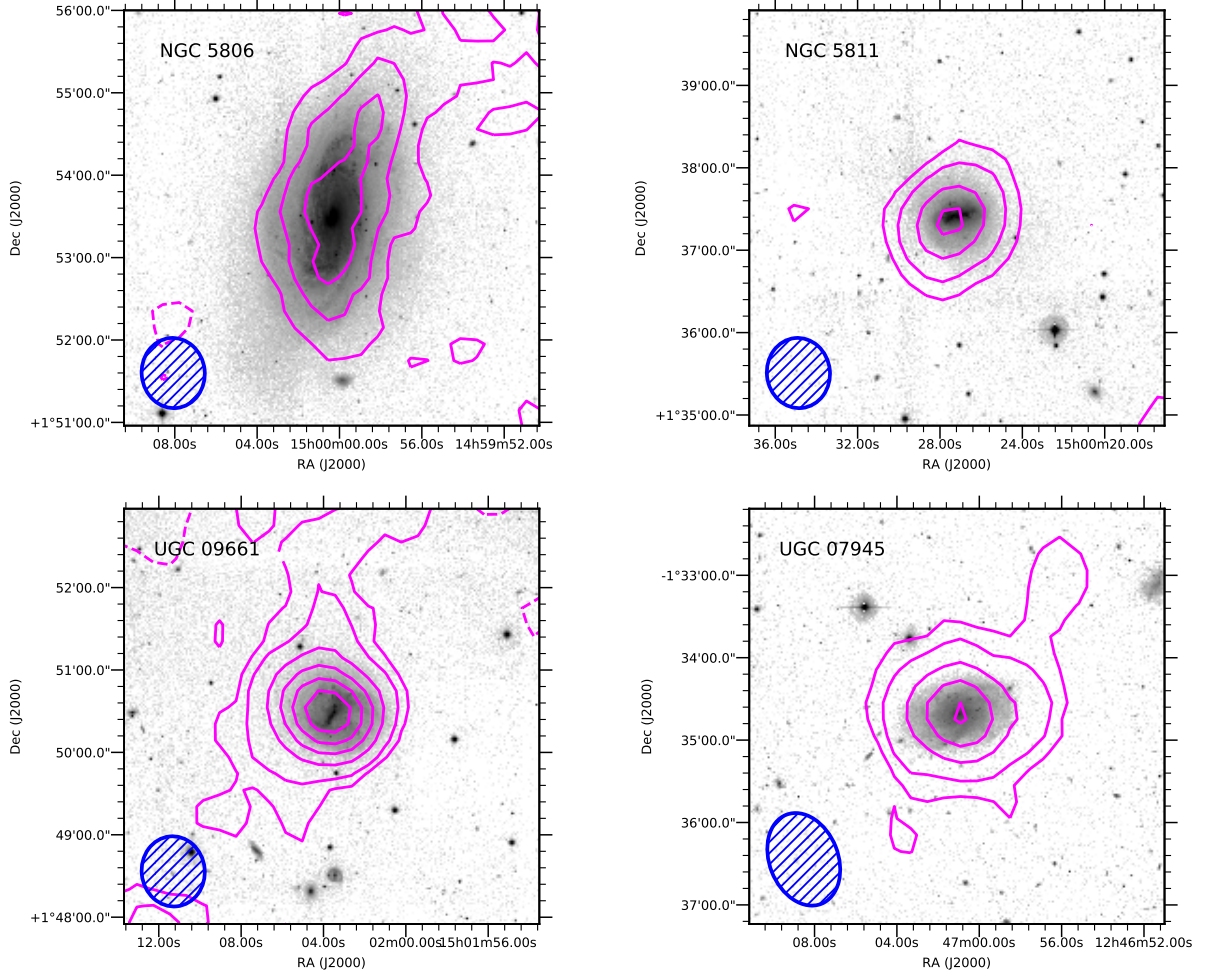 56'00.0"
NGC 5806
55'00.0"
54'00.0"
53'00.0"
52'00.0"
+1°51'00.0"
Dec (J2000)
08.00s 04.00s 15h00m00.00s 56.00s 14h59m52.00s
RA (J2000)
NGC 5811
39'00.0"
38'00.0"
37'00.0"
36'00.0"
+1°35'00.0"
Dec (J2000)
36.00s 32.00s 28.00s 24.00s 15h00m20.00s
RA (J2000)
UGC 09661
52'00.0"
51'00.0"
50'00.0"
49'00.0"
+1°48'00.0"
Dec (J2000)
12.00s 08.00s 04.00s 02m00.00s 15h01m56.00s
RA (J2000)
UGC 07945
-1°33'00.0"
34'00.0"
35'00.0"
36'00.0"
37'00.0"
Dec (J2000)
08.00s 04.00s 47m00.00s 56.00s 12h46m52.00s
RA (J2000)